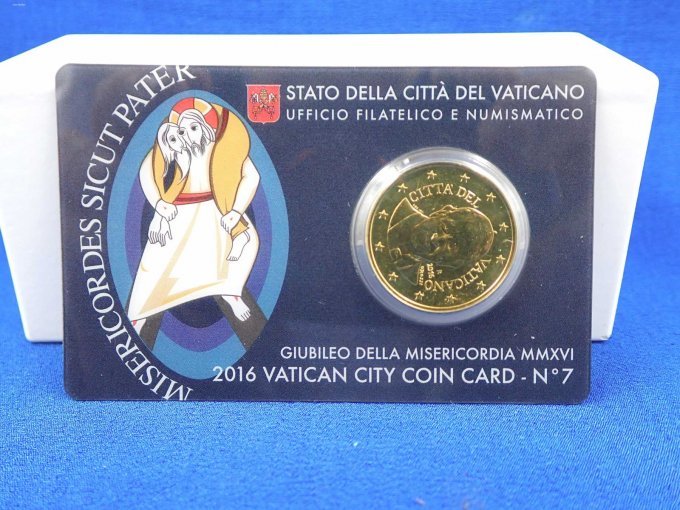 MISERICORDES SICUT PATER
STATO DELLA CITTÀ DEL VATICANO
UFFICIO FILATELICO E NUMISMATICO
CITTÀ DEL
VATICANO
2016
GIUBILEO DELLA MISERICORDIA MMXVI
2016 VATICAN CITY COIN CARD - N°7